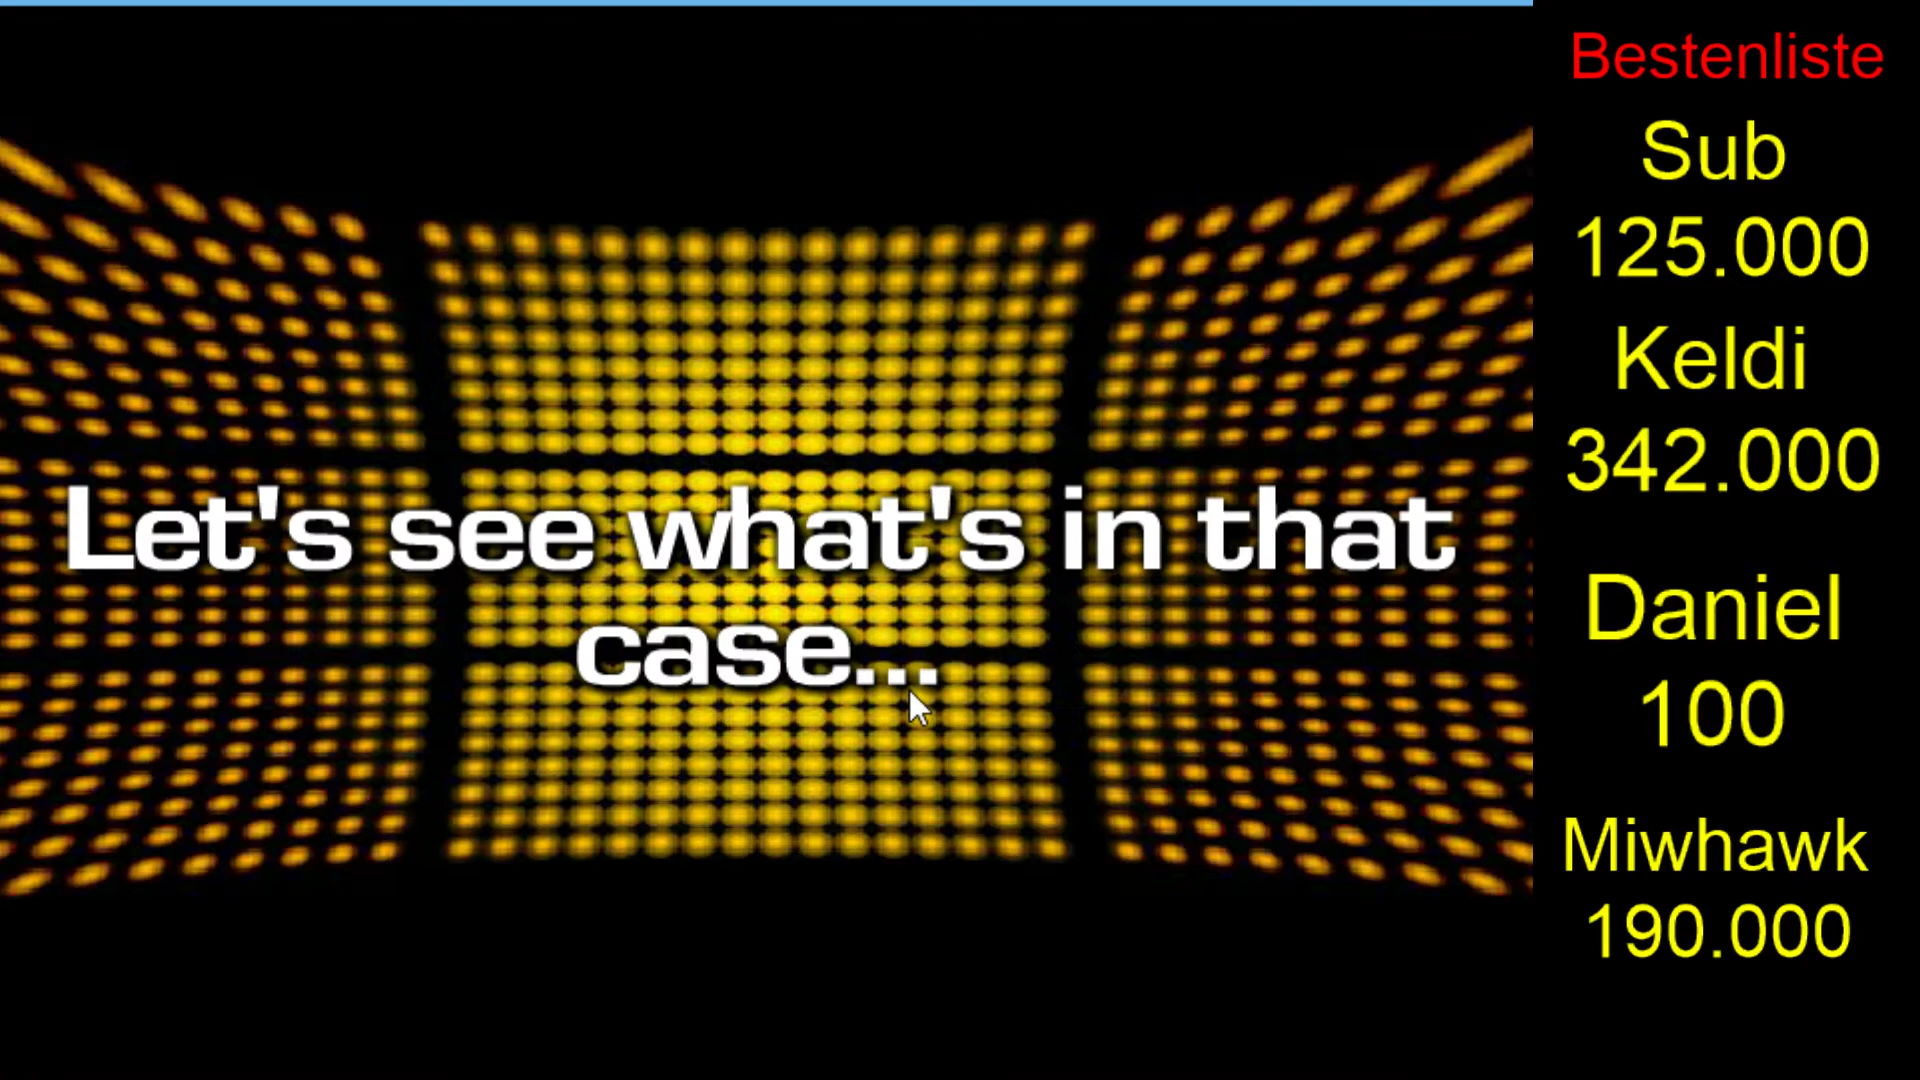 Let's see what's in that
case...
Bestenliste
Sub
125.000
Keldi
342.000
Daniel
100
Miwhawk
190.000